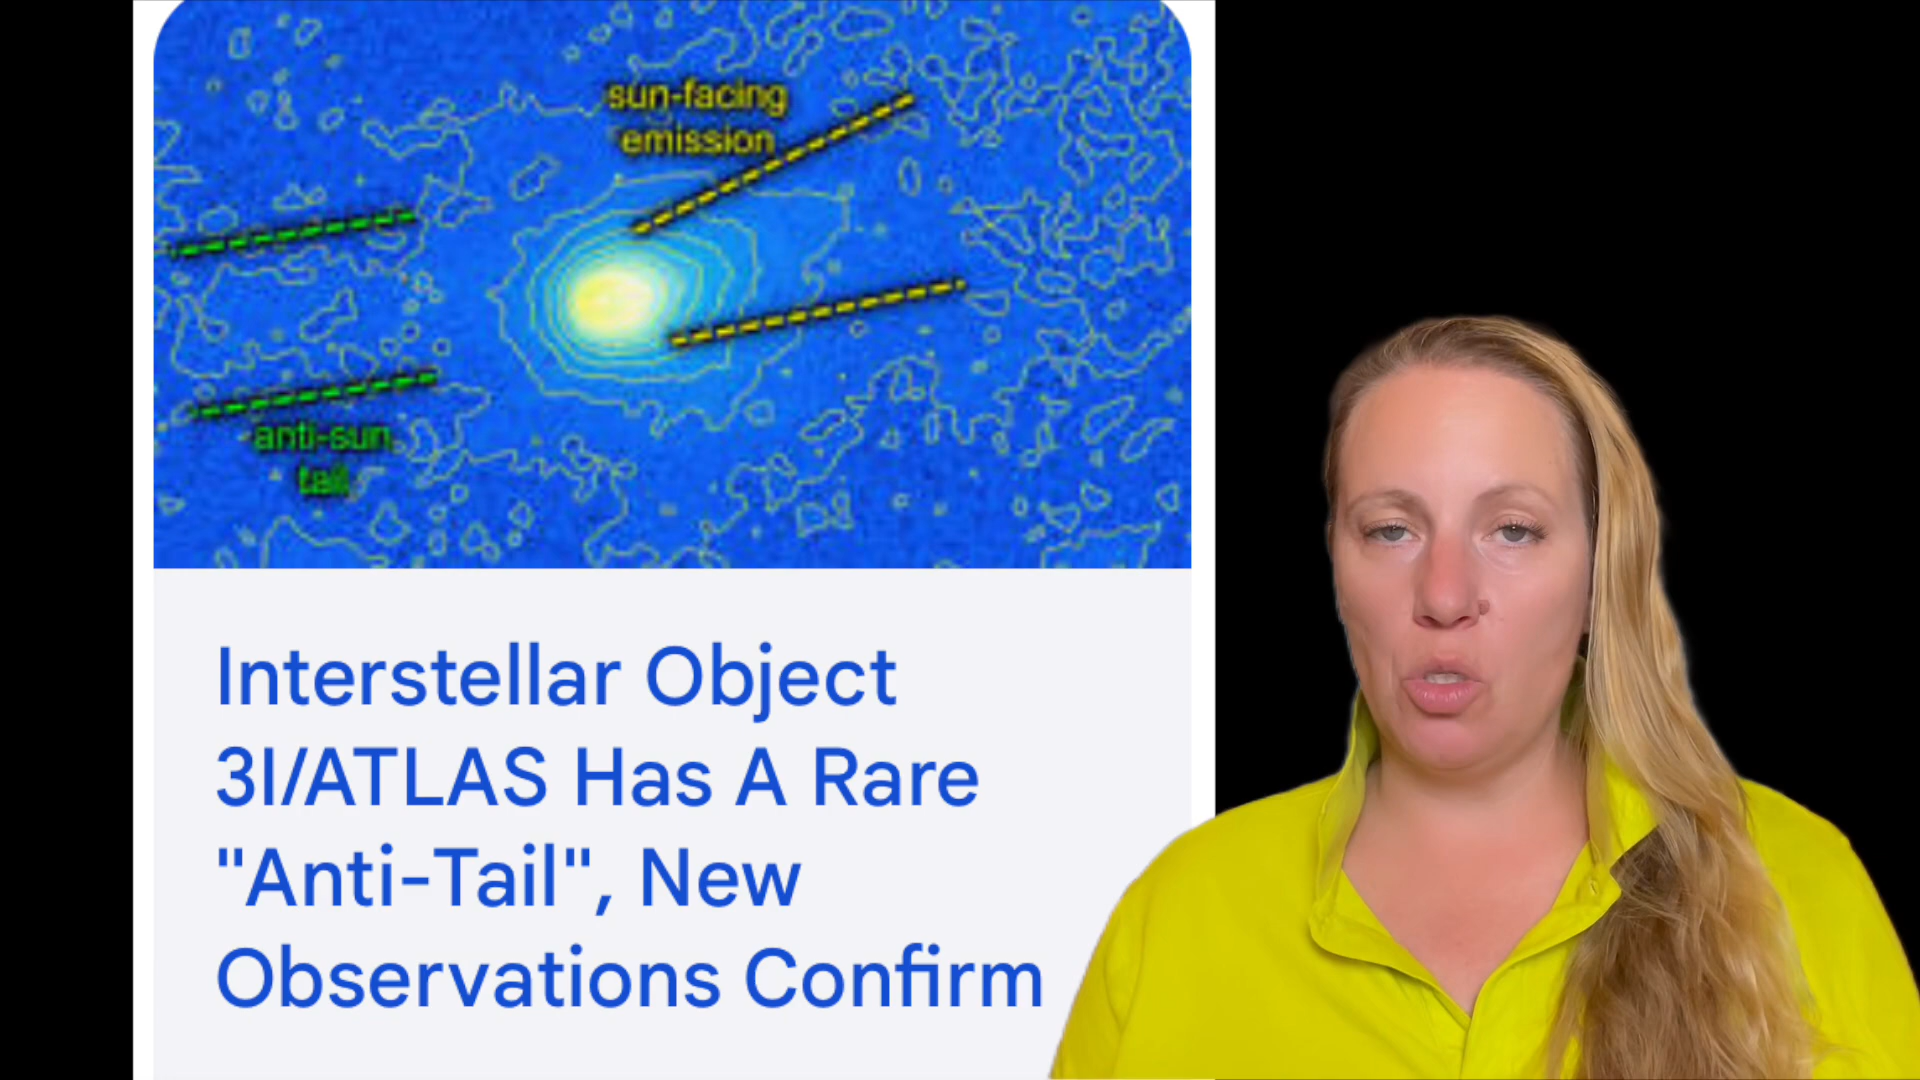 sun-facing
emission
anti-sun
tail
Interstellar Object
3I/ATLAS Has A Rare
"Anti-Tail", New
Observations Confirm